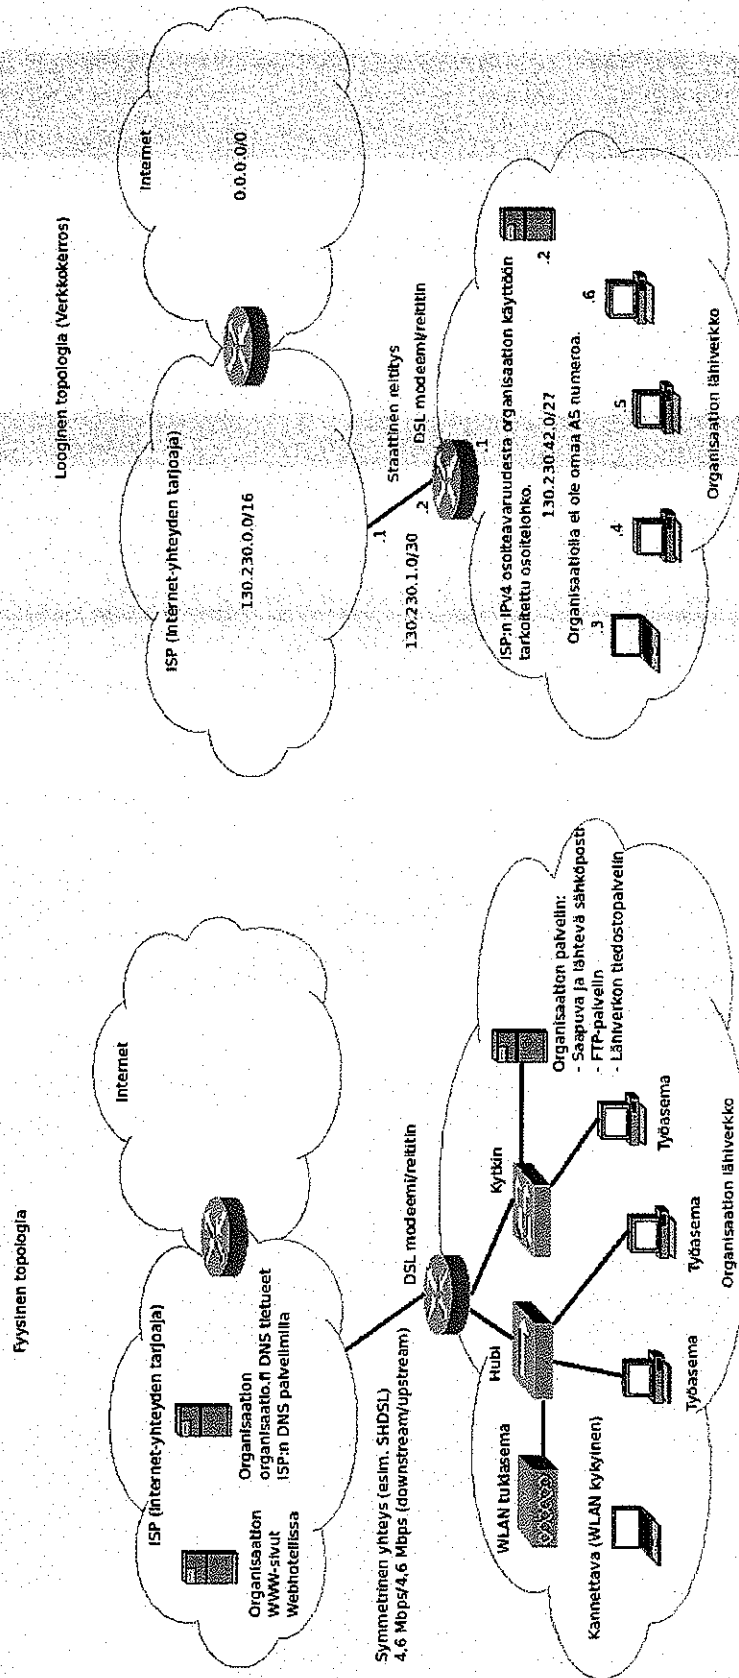 Fyysinen topologia
ISP (Internet-yhteyden tarjoaja)
Internet
Organisaation
WWW-sivut
Webhotellissa
Organisaation
organisaatio.fi DNS tietueet
ISP:n DNS palvelimilla
Symmetrinen yhteys (esim. SHDSL)
4,6 Mbps/4,6 Mbps (downstream/upstream)
DSL modeemi/reititin
WLAN tukiasema
Hubi
Kytkin
Organisaation palvelin:
- Saapuva ja lähtevä sähköposti
- FTP-palvelin
- Lähiverkon tiedostopalvelin
Kannettava (WLAN kykyinen)
Työasema
Työasema
Työasema
Organisaation lähiverkko
Looginen topologia (Verkkokerros)
ISP (Internet-yhteyden tarjoaja)
Internet
130.230.0.0/16
0.0.0.0/0
.1
Staattinen reititys
130.230.1.0/30
.2
DSL modeemi/reititin
.1
ISP:n IPv4 osoiteavaruudesta organisaation käyttöön
tarkoitettu osoitelohko.
130.230.42.0/27
Organisaatiolla ei ole omaa AS numeroa.
.2
.3
.4
.5
.6
Organisaation lähiverkko